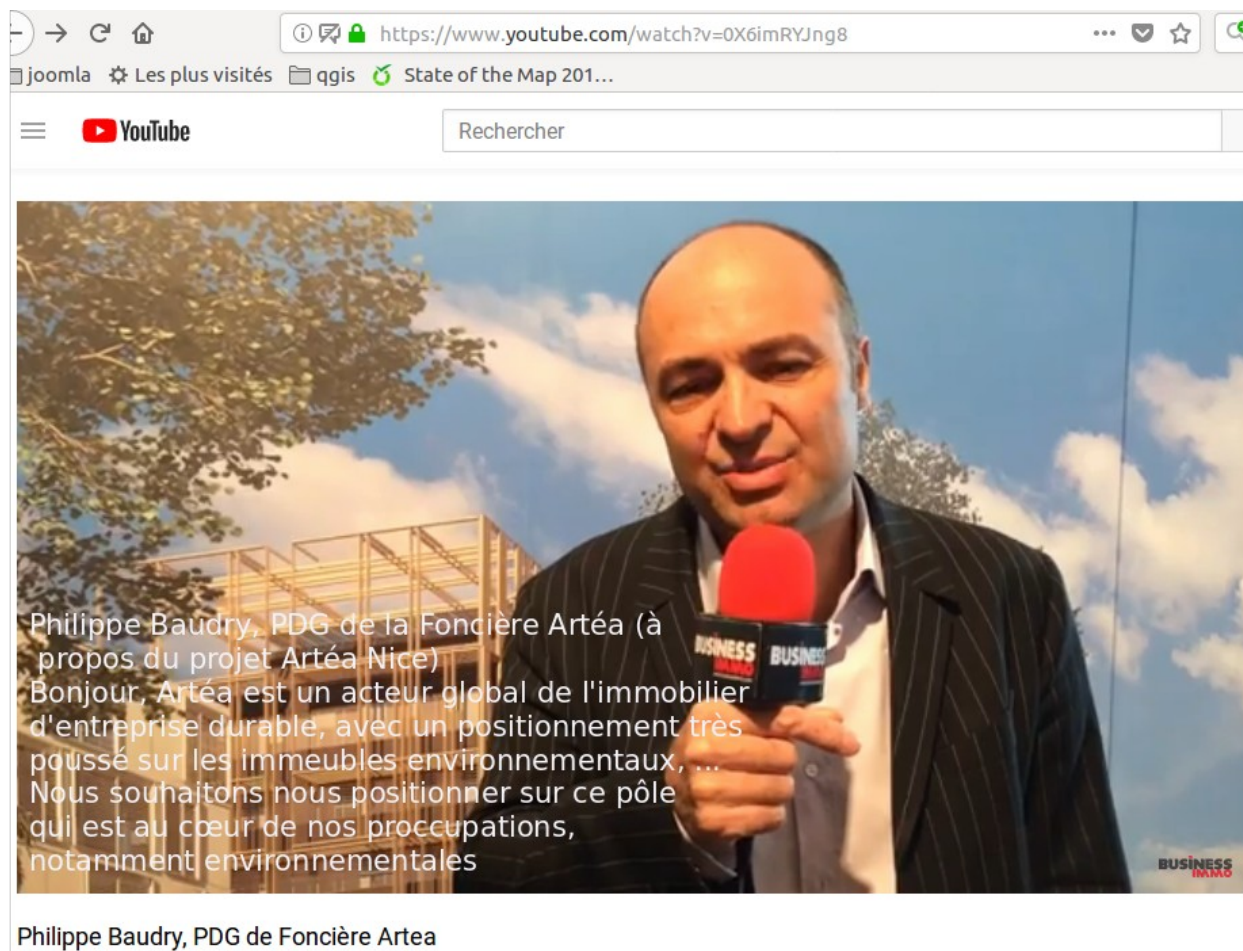 https://www.youtube.com/watch?v=0X6imRYJng8
joomla Les plus visités qgis State of the Map 201...
YouTube Rechercher
Philippe Baudry, PDG de la Foncière Artéa (à
propos du projet Artéa Nice)
Bonjour, Artéa est un acteur global de l'immobilier
d'entreprise durable, avec un positionnement très
poussé sur les immeubles environnementaux, ...
Nous souhaitons nous positionner sur ce pôle
qui est au cœur de nos proccupations,
notamment environnementales
BUSINESS
IMMO
BUSINESS
BUSINESS
IMMO
Philippe Baudry, PDG de Foncière Artea